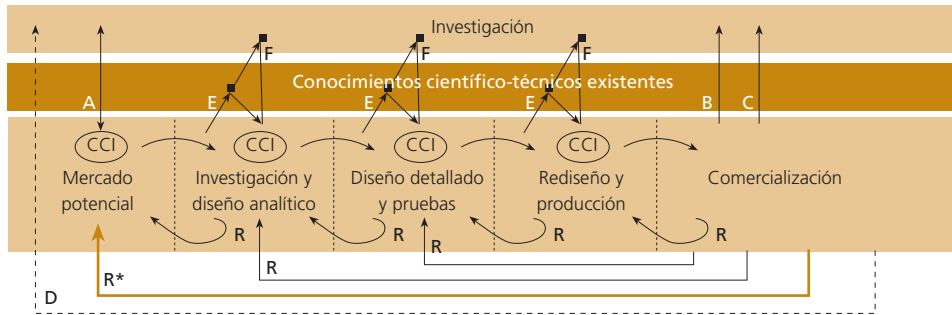 Investigación
F F F
Conocimientos científico-técnicos existentes
A E E E B C
CCI CCI CCI CCI
Mercado potencial
Investigación y diseño analítico
Diseño detallado y pruebas
Rediseño y producción
Comercialización
R R R R
R
R
R*
D